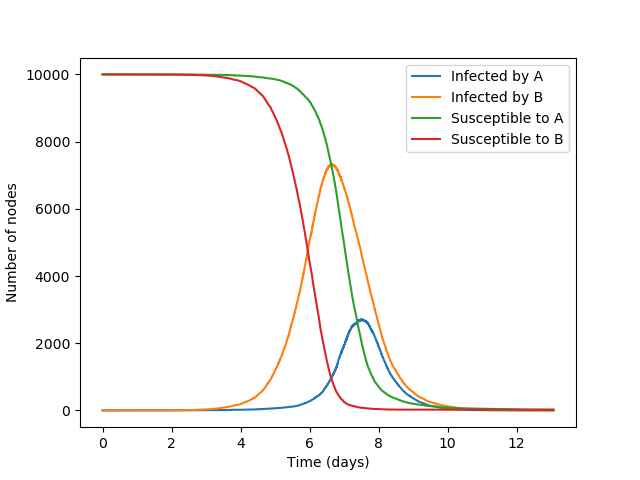 10000
8000
6000
4000
2000
0
Number of nodes
0 2 4 6 8 10 12
Time (days)
Infected by A
Infected by B
Susceptible to A
Susceptible to B